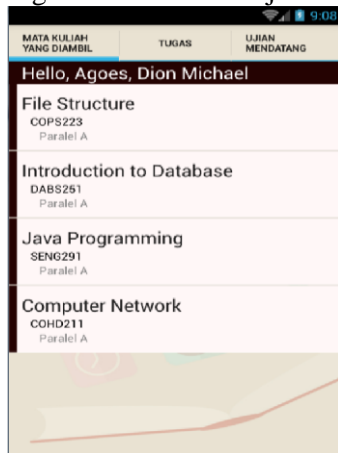 9:08
MATA KULIAH
YANG DIAMBIL
TUGAS
UJIAN
MENDATANG
Hello, Agoes, Dion Michael
File Structure
COPS223
Paralel A
Introduction to Database
DABS251
Paralel A
Java Programming
SENG291
Paralel A
Computer Network
COHD211
Paralel A